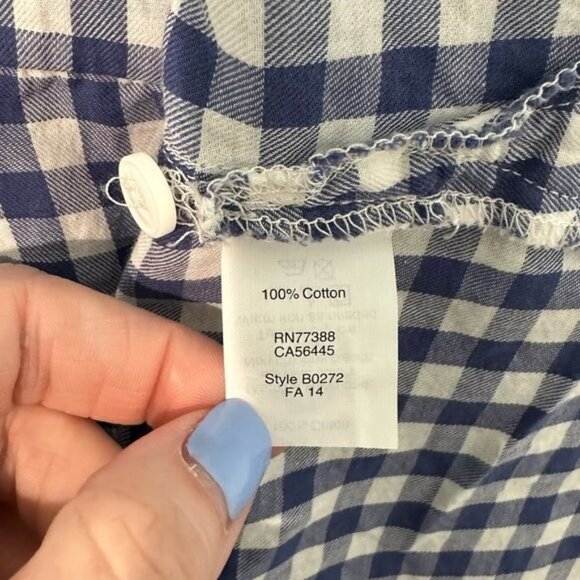 100% Cotton
RN77388
CA56445
Style B0272
FA 14